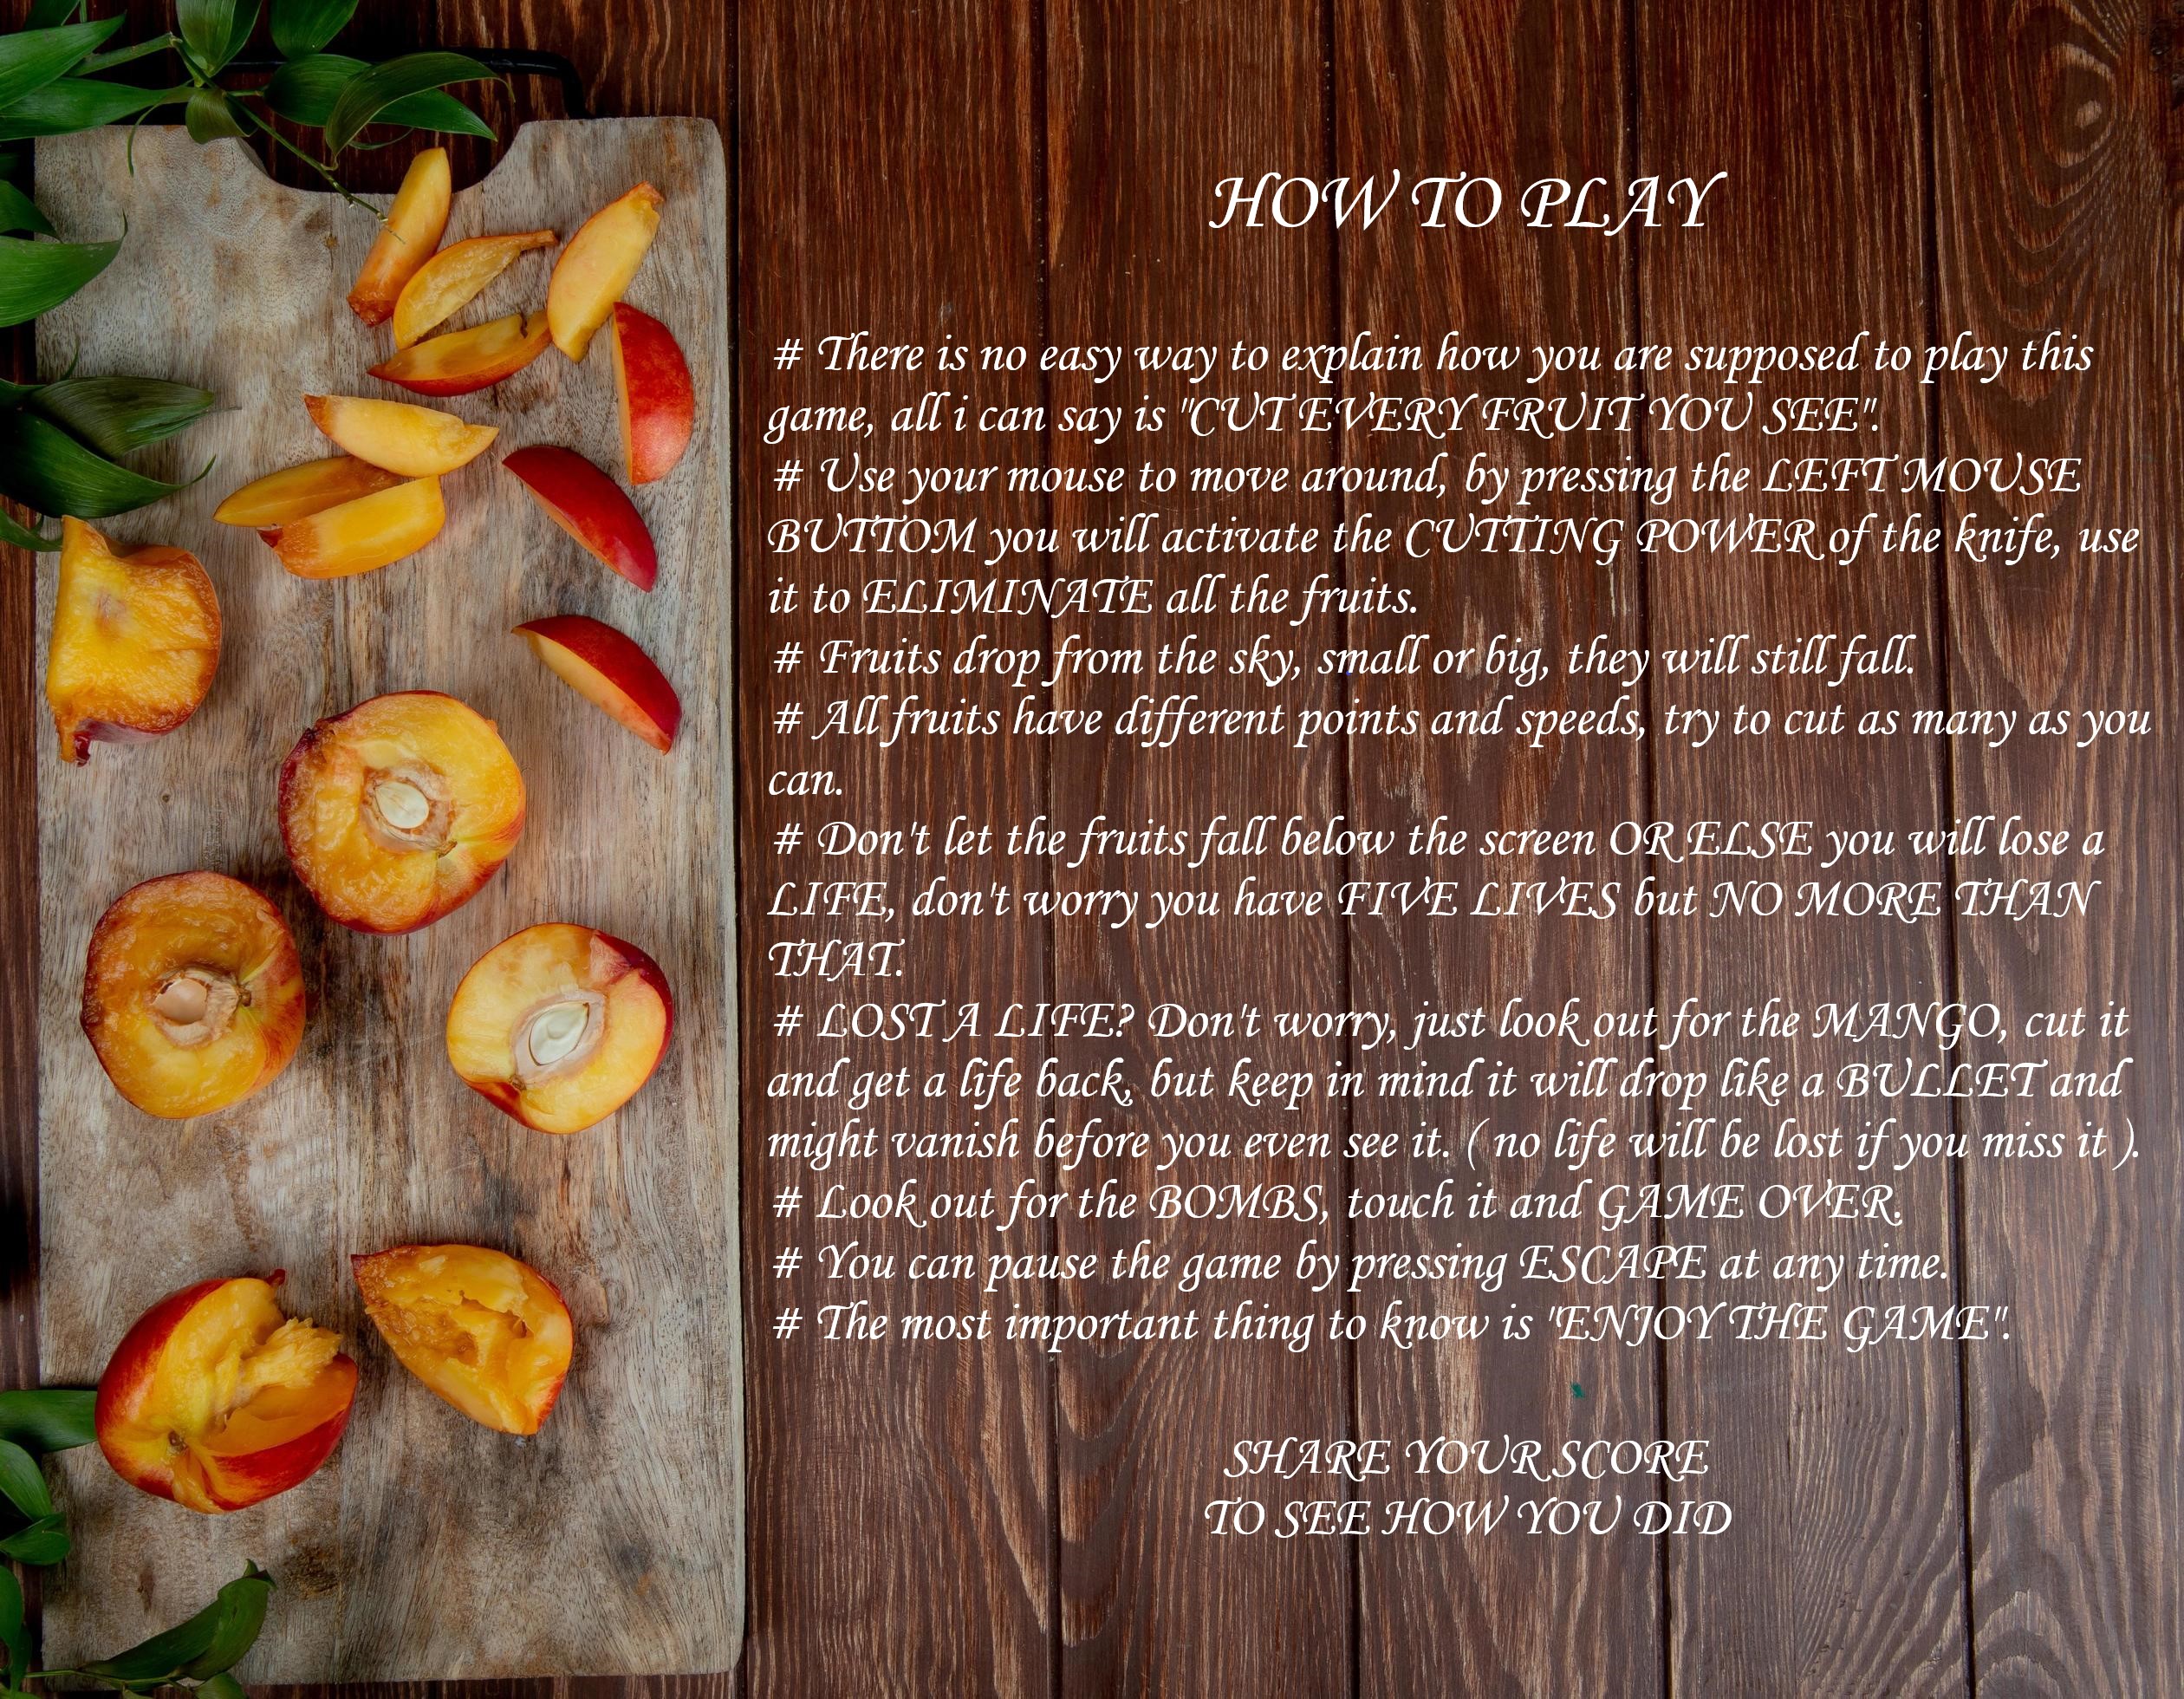 HOW TO PLAY
# There is no easy way to explain how you are supposed to play this
game, all i can say is "CUT EVERY FRUIT YOU SEE".
# Use your mouse to move around, by pressing the LEFT MOUSE
BUTTOM you will activate the CUTTING POWER of the knife, use
it to ELIMINATE all the fruits.
# Fruits drop from the sky, small or big, they will still fall.
# All fruits have different points and speeds, try to cut as many as you
can.
# Don't let the fruits fall below the screen OR ELSE you will lose a
LIFE, don't worry you have FIVE LIVES but NO MORE THAN
THAT.
# LOST A LIFE? Don't worry, just look out for the MANGO, cut it
and get a life back, but keep in mind it will drop like a BULLET and
might vanish before you even see it. ( no life will be lost if you miss it ).
# Look out for the BOMBS, touch it and GAME OVER.
# You can pause the game by pressing ESCAPE at any time.
# The most important thing to know is "ENJOY THE GAME".
SHARE YOUR SCORE
TO SEE HOW YOU DID